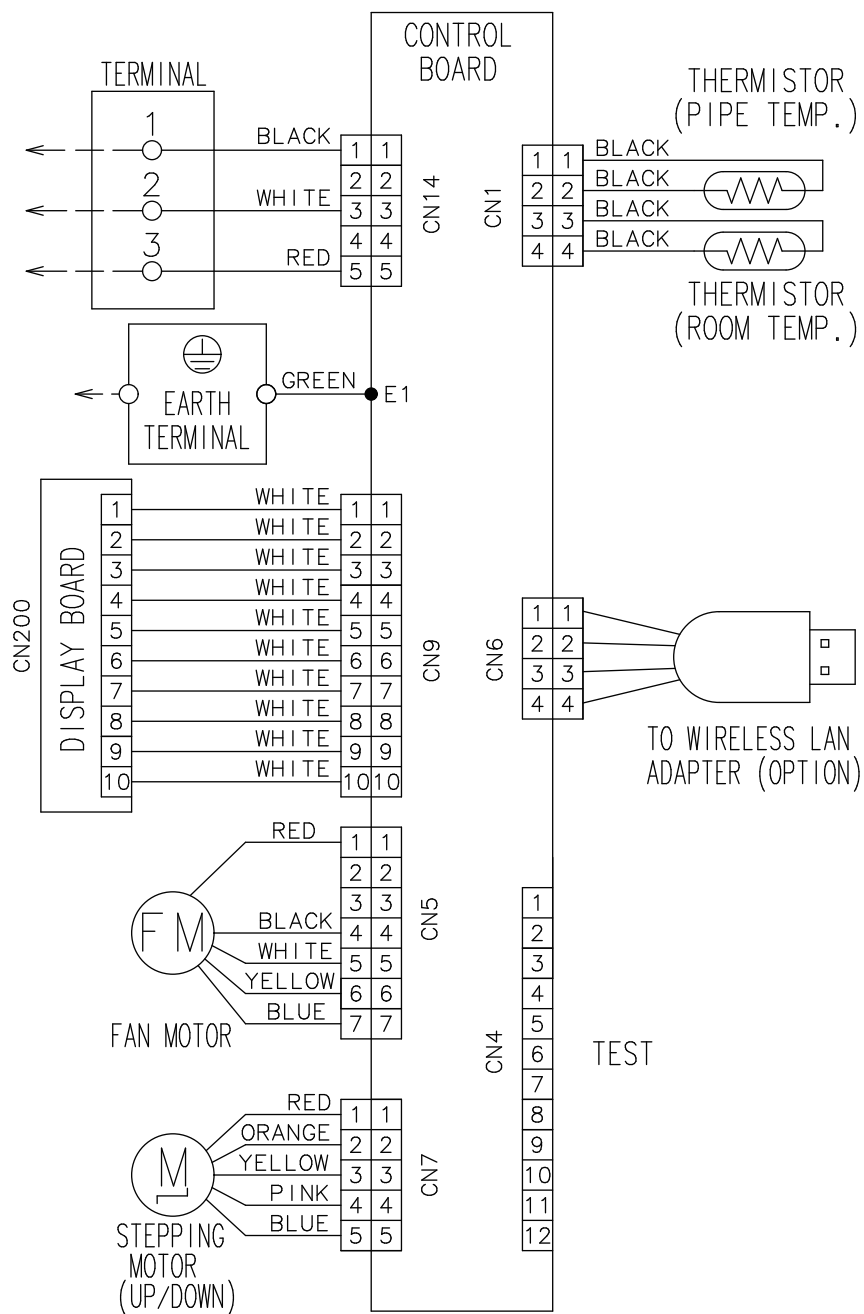 CONTROL
BOARD
TERMINAL
1
BLACK
2
WHITE
3
RED
1 1
2 2
3 3
4 4
5 5
CN14
CN1
1 1
2 2
3 3
4 4
BLACK
BLACK
BLACK
BLACK
THERMISTOR
(PIPE TEMP.)
THERMISTOR
(ROOM TEMP.)
EARTH
TERMINAL
GREEN
E1
CN200
DISPLAY BOARD
1
2
3
4
5
6
7
8
9
10
WHITE
WHITE
WHITE
WHITE
WHITE
WHITE
WHITE
WHITE
WHITE
WHITE
1 1
2 2
3 3
4 4
5 5
6 6
7 7
8 8
9 9
10 10
CN9
CN6
1 1
2 2
3 3
4 4
TO WIRELESS LAN
ADAPTER (OPTION)
FM
FAN MOTOR
RED
BLACK
WHITE
YELLOW
BLUE
1 1
2 2
3 3
4 4
5 5
6 6
7 7
CN5
CN4
1
2
3
4
5
6
7
8
9
10
11
12
TEST
M
STEPPING
MOTOR
(UP/DOWN)
RED
ORANGE
YELLOW
PINK
BLUE
1 1
2 2
3 3
4 4
5 5
CN7